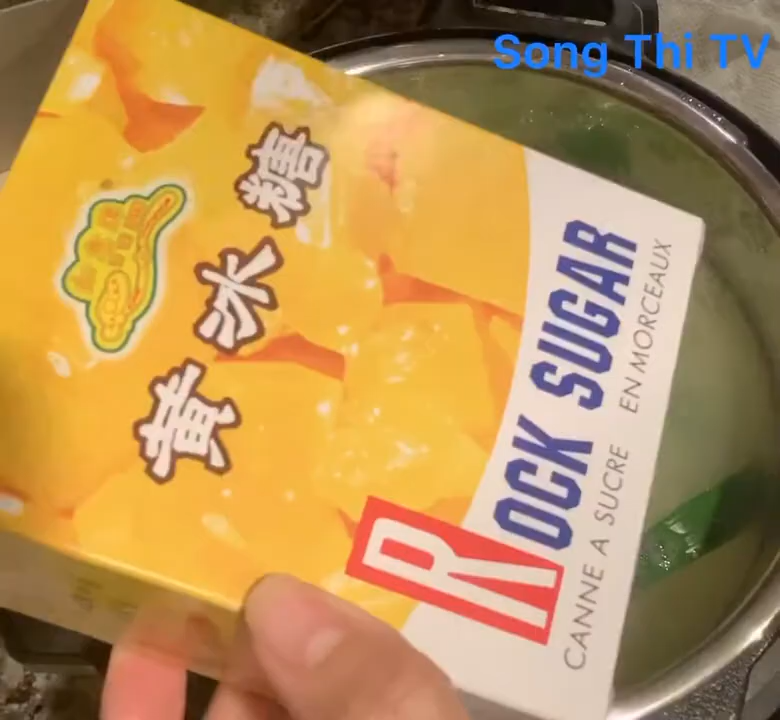 Song Thi TV
黃冰糖
ROCK SUGAR
CANNE A SUCRE EN MORCEAUX